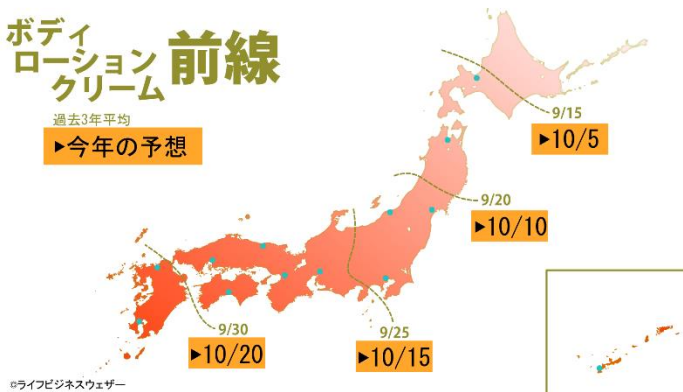 ボディ
ローション
クリーム
前線
過去3年平均
▶今年の予想
9/15
▶10/5
9/20
▶10/10
9/25
▶10/15
9/30
▶10/20
©ライフビジネスウェザー